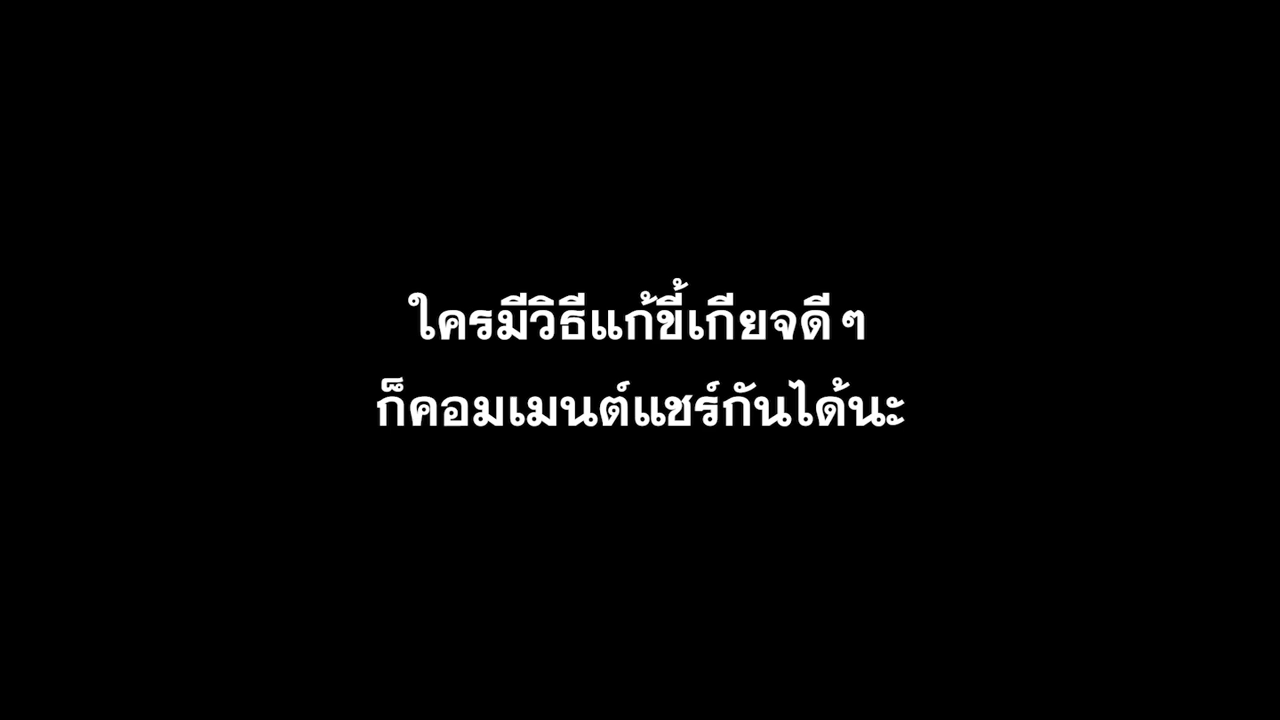 ใครมีวิธีแก้ขี้เกียจดีๆ
ก็คอมเมนต์แชร์กันได้นะ